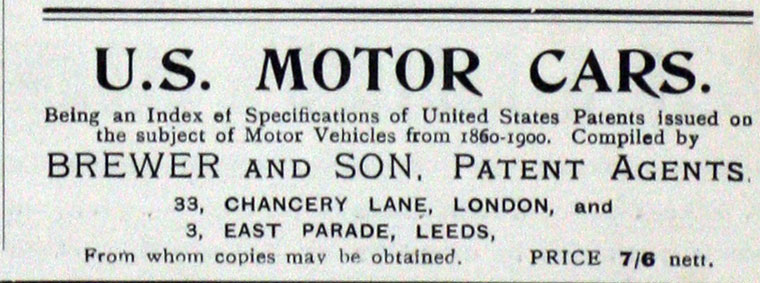 U.S. MOTOR CARS.
Being an Index of Specifications of United States Patents issued on
the subject of Motor Vehicles from 1860-1900. Compiled by
BREWER AND SON, PATENT AGENTS.
33, CHANCERY LANE, LONDON, and
3, EAST PARADE, LEEDS,
From whom copies may be obtained. PRICE 7/6 nett.